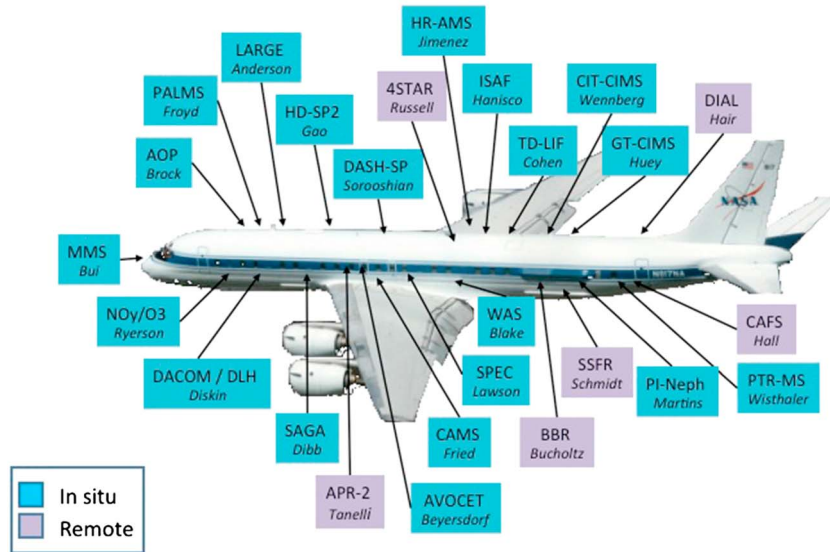 HR-AMS
Jimenez
LARGE
Anderson
4STAR
Russell
ISAF
Hanisco
CIT-CIMS
Wennberg
PALMS
Froyd
HD-SP2
Gao
DIAL
Hair
TD-LIF
Cohen
GT-CIMS
Huey
AOP
Brock
DASH-SP
Sorooshian
NASA
MMS
Bui
N817NA
NOy/O3
Ryerson
WAS
Blake
CAFS
Hall
DACOM / DLH
Diskin
SPEC
Lawson
SSFR
Schmidt
PI-Neph
Martins
PTR-MS
Wisthaler
SAGA
Dibb
CAMS
Fried
BBR
Bucholtz
APR-2
Tanelli
AVOCET
Beyersdorf
In situ
Remote